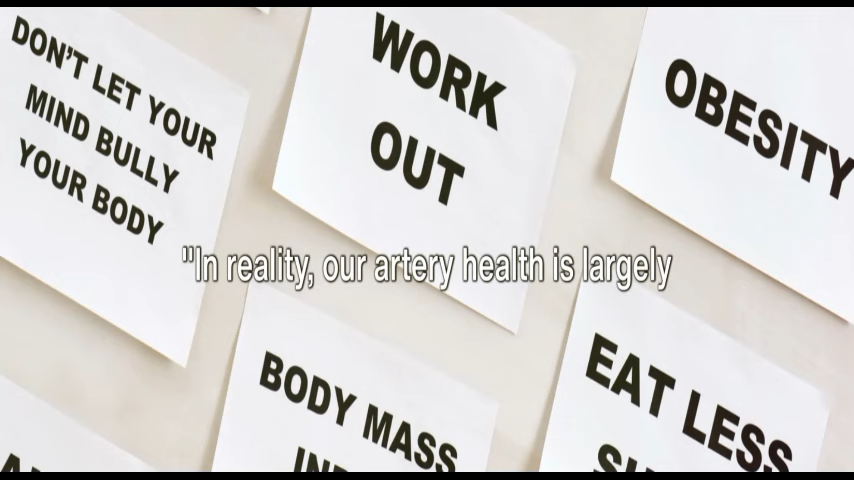 DON'T LET YOUR
MIND BULLY
YOUR BODY
WORK
OUT
OBESITY
"In reality, our artery health is largely
BODY MASS
EAT LESS